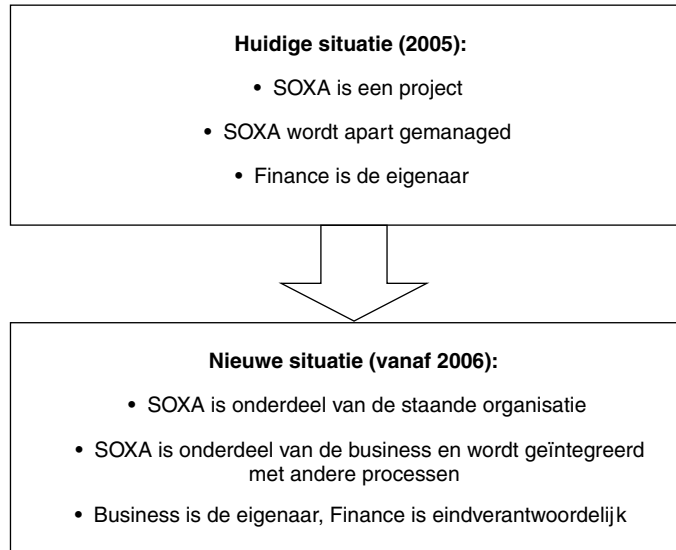 Huidige situatie (2005):
• SOXA is een project
• SOXA wordt apart gemanaged
• Finance is de eigenaar
Nieuwe situatie (vanaf 2006):
• SOXA is onderdeel van de staande organisatie
• SOXA is onderdeel van de business en wordt geïntegreerd
met andere processen
• Business is de eigenaar, Finance is eindverantwoordelijk